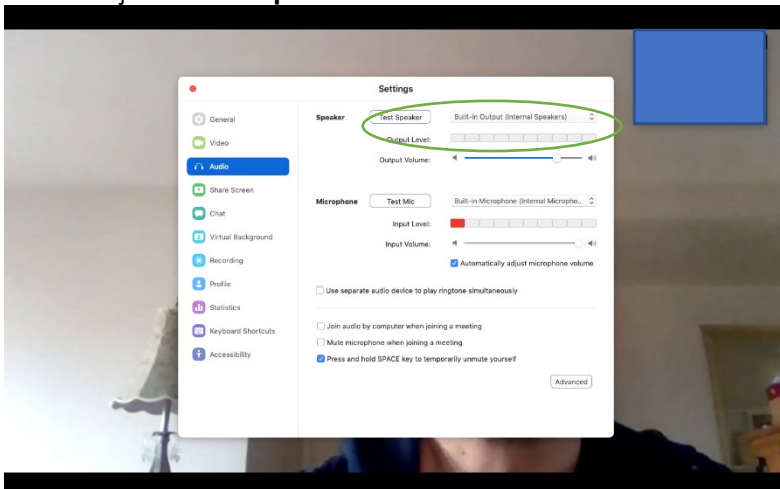 Settings
General
Video
Audio
Share Screen
Chat
Virtual Background
Recording
Profile
Statistics
Keyboard Shortcuts
Accessibility
Speaker Test Speaker Built-in Output (Internal Speakers)
Output Level:
Output Volume:
Microphone Test Mic Built-in Microphone (Internal Micropho...
Input Level:
Input Volume:
Automatically adjust microphone volume
Use separate audio device to play ringtone simultaneously
Join audio by computer when joining a meeting
Mute microphone when joining a meeting
Press and hold SPACE key to temporarily unmute yourself
Advanced